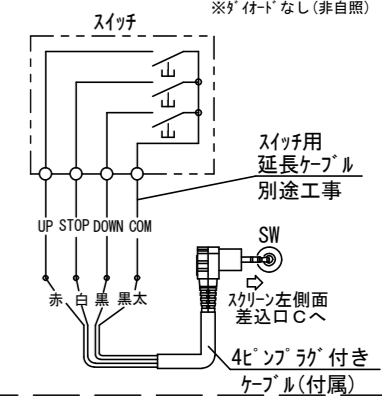 ※ﾀﾞｲｵｰﾄﾞなし(非自照)
スイッチ
スイッチ用
延長ケーブル
別途工事
UP STOP DOWN COM
SW
赤 白 黒 黒太
スクリーン左側面
差込口Cへ
4ピンプラグ付き
ケーブル(付属)